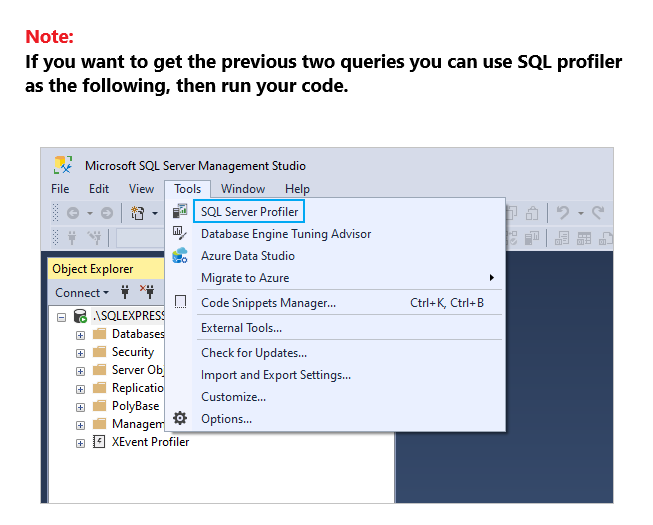 Note:
If you want to get the previous two queries you can use SQL profiler
as the following, then run your code.
Microsoft SQL Server Management Studio
File Edit View Tools Window Help
SQL Server Profiler
Database Engine Tuning Advisor
Azure Data Studio
Migrate to Azure
Code Snippets Manager... Ctrl+K, Ctrl+B
External Tools...
Check for Updates...
Import and Export Settings...
Customize...
Options...
Object Explorer
Connect
.\SQLEXPRESS
Databases
Security
Server Obj
Replicatio
PolyBase
Managem
XEvent Profiler